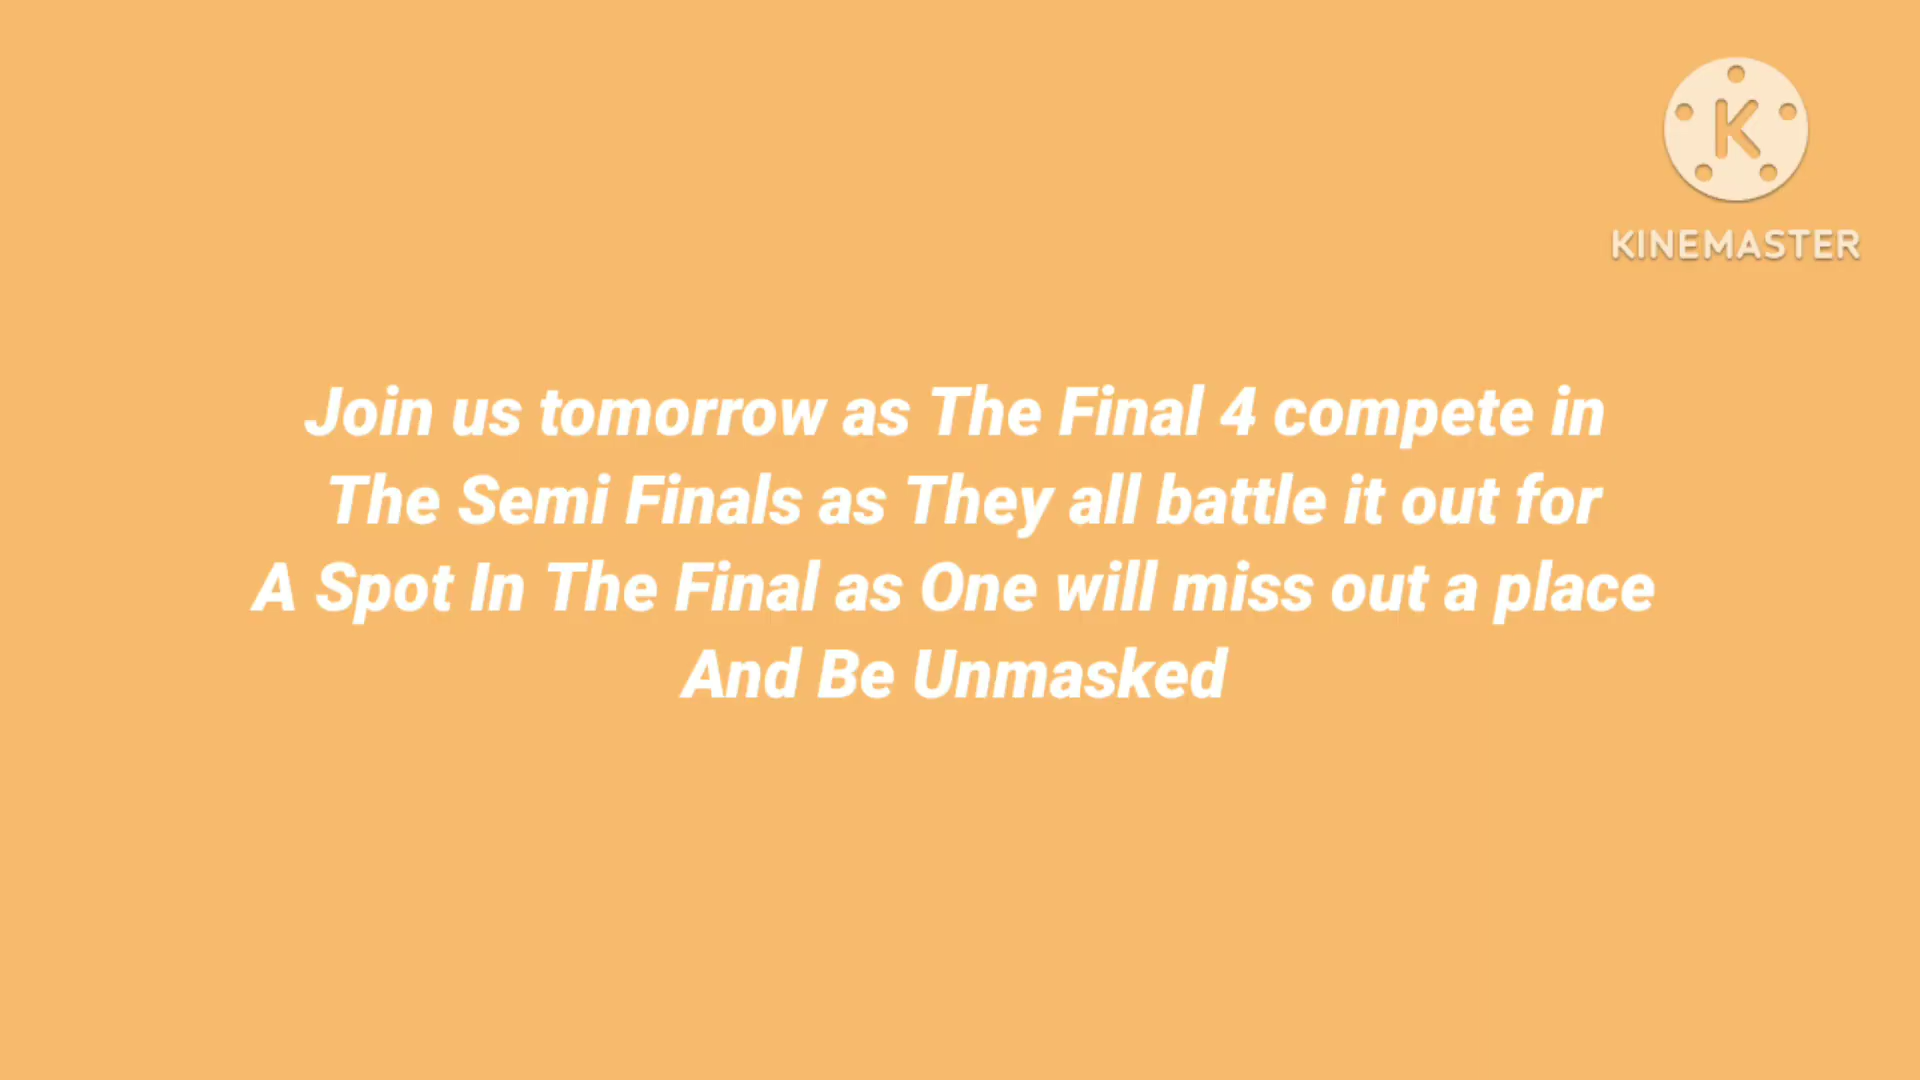 K
KINEMASTER
Join us tomorrow as The Final 4 compete in
The Semi Finals as They all battle it out for
A Spot In The Final as One will miss out a place
And Be Unmasked